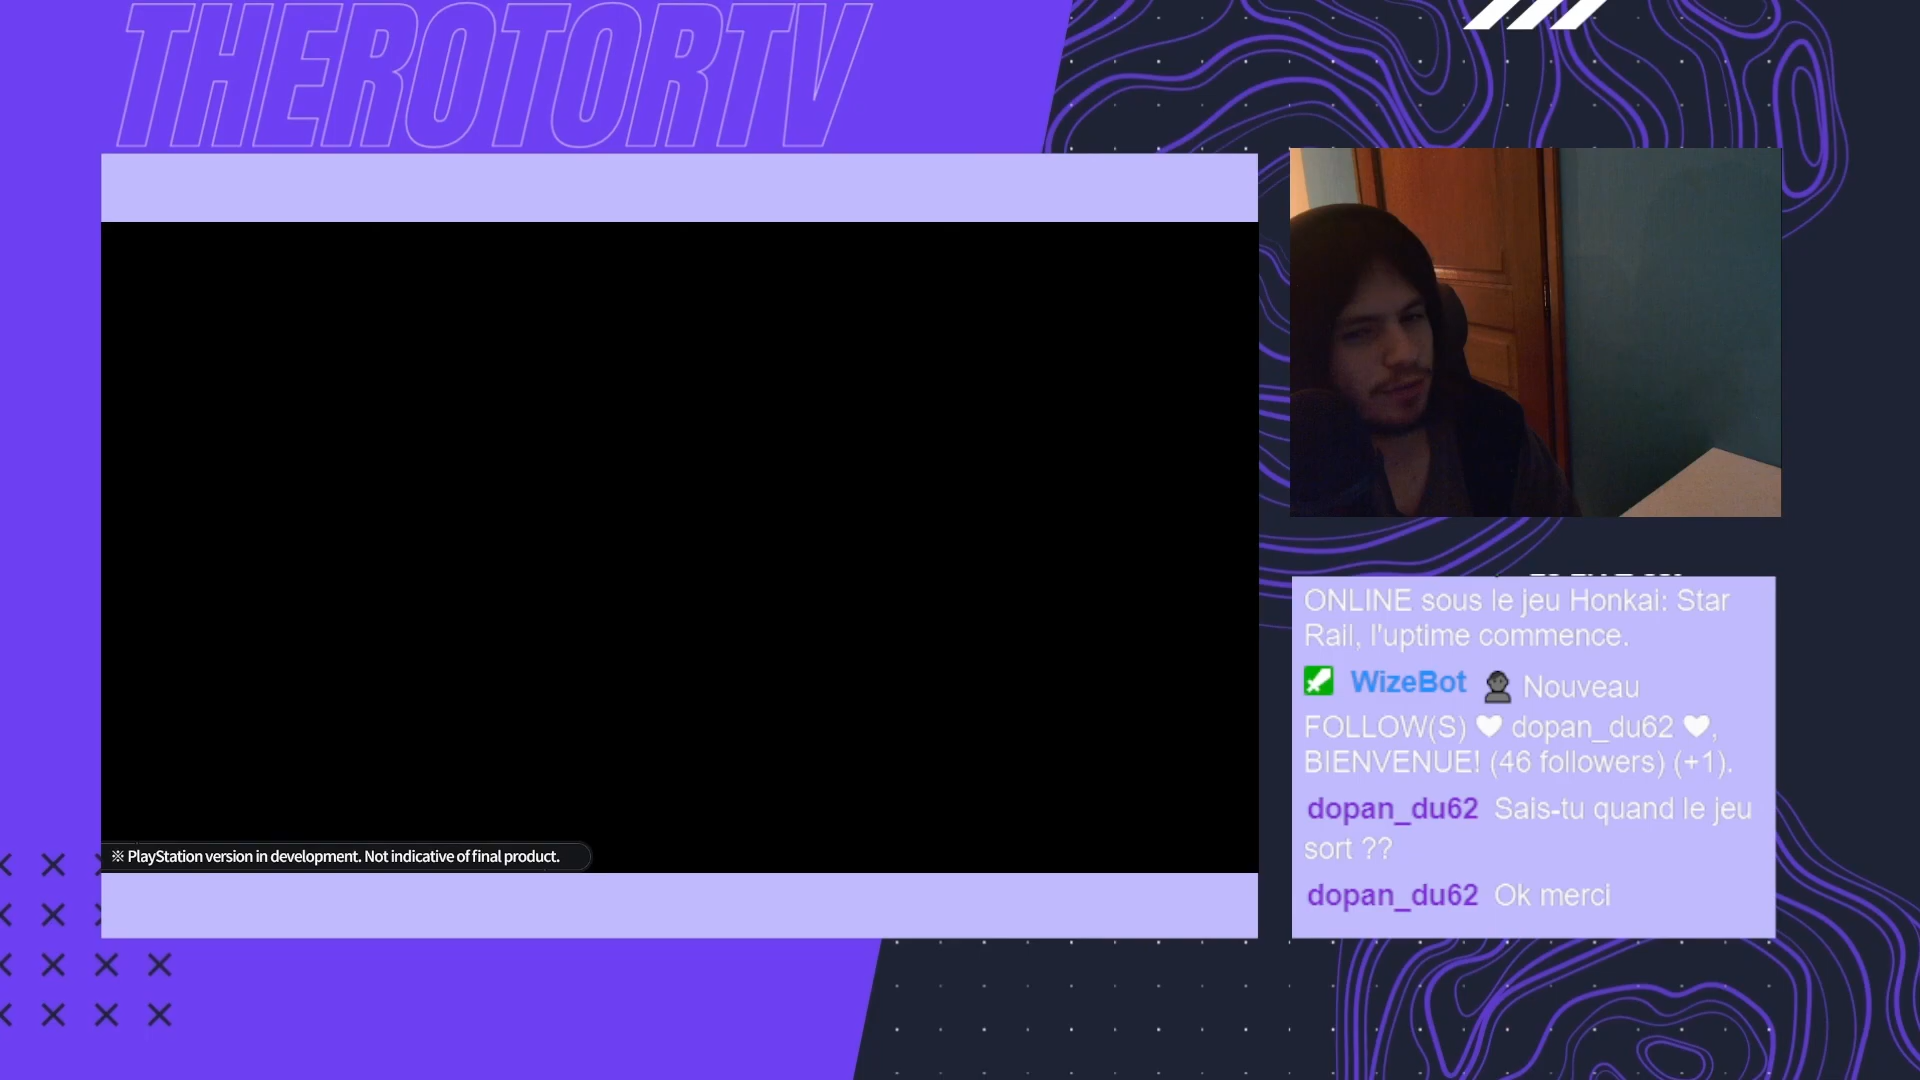 THEROTORTV
ONLINE sous le jeu Honkai: Star
Rail, l'uptime commence.
WizeBot Nouveau
FOLLOW(S) ♥ dopan_du62 ♥,
BIENVENUE! (46 followers) (+1).
dopan_du62 Sais-tu quand le jeu
sort ??
dopan_du62 Ok merci
※ PlayStation version in development. Not indicative of final product.